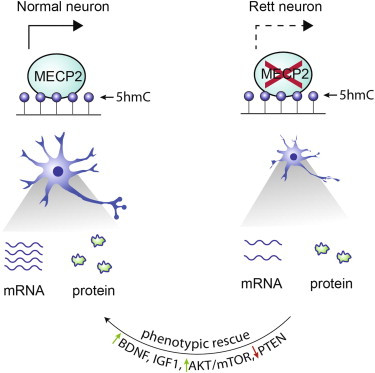 Normal neuron
Rett neuron
MECP2
MECP2
5hmC
5hmC
mRNA
protein
mRNA
protein
phenotypic rescue
BDNF, IGF1, AKT/mTOR, PTEN